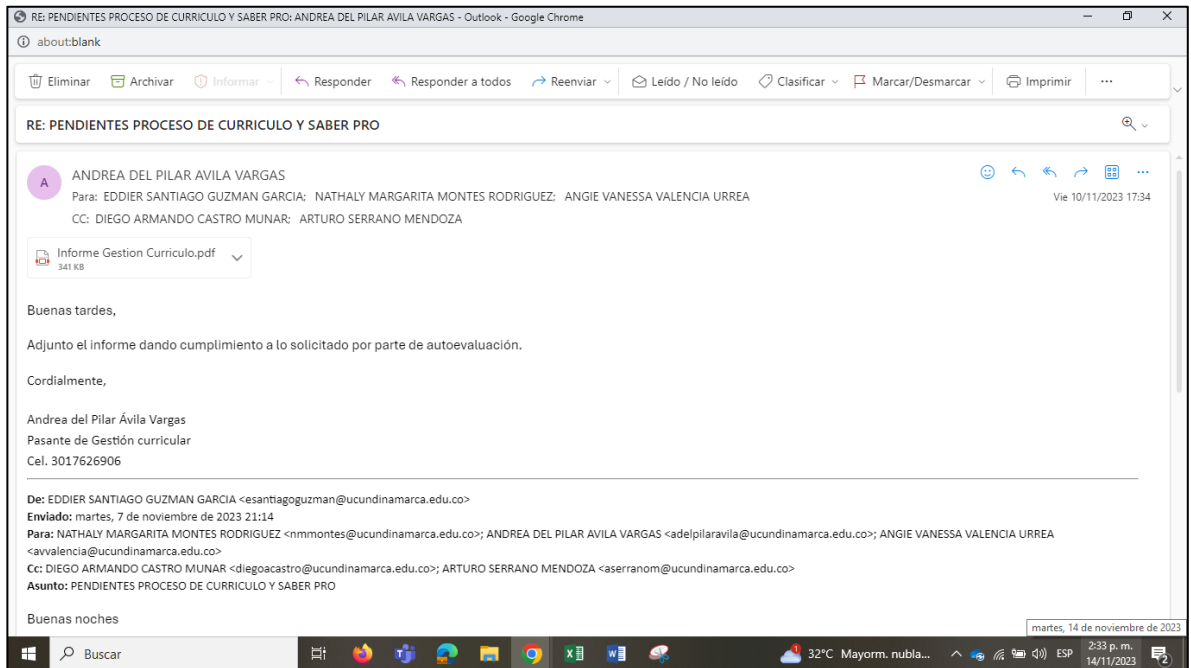 RE: PENDIENTES PROCESO DE CURRICULO Y SABER PRO: ANDREA DEL PILAR AVILA VARGAS - Outlook - Google Chrome
about:blank
Eliminar Archivar Informar Responder Responder a todos Reenviar Leído / No leído Clasificar Marcar/Desmarcar Imprimir ...
RE: PENDIENTES PROCESO DE CURRICULO Y SABER PRO
A ANDREA DEL PILAR AVILA VARGAS
Para: EDDIER SANTIAGO GUZMAN GARCIA; NATHALY MARGARITA MONTES RODRIGUEZ; ANGIE VANESSA VALENCIA URREA
Vie 10/11/2023 17:34
CC: DIEGO ARMANDO CASTRO MUNAR; ARTURO SERRANO MENDOZA
Informe Gestion Curriculo.pdf
341 KB
Buenas tardes,
Adjunto el informe dando cumplimiento a lo solicitado por parte de autoevaluación.
Cordialmente,
Andrea del Pilar Ávila Vargas
Pasante de Gestión curricular
Cel. 3017626906
De: EDDIER SANTIAGO GUZMAN GARCIA <esantiagoguzman@ucundinamarca.edu.co>
Enviado: martes, 7 de noviembre de 2023 21:14
Para: NATHALY MARGARITA MONTES RODRIGUEZ <nmmontes@ucundinamarca.edu.co>; ANDREA DEL PILAR AVILA VARGAS <adelpilaravila@ucundinamarca.edu.co>; ANGIE VANESSA VALENCIA URREA
<avvalencia@ucundinamarca.edu.co>
Cc: DIEGO ARMANDO CASTRO MUNAR <diegoacastro@ucundinamarca.edu.co>; ARTURO SERRANO MENDOZA <aserranom@ucundinamarca.edu.co>
Asunto: PENDIENTES PROCESO DE CURRICULO Y SABER PRO
Buenas noches
martes, 14 de noviembre de 2023
Buscar
32°C Mayorm. nubla...
ESP
2:33 p. m.
14/11/2023
2